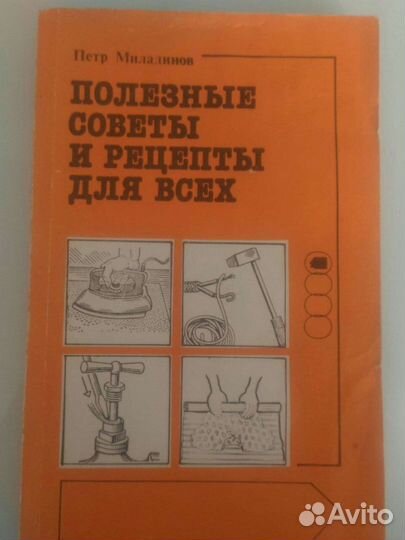 Петр Миладинов
ПОЛЕЗНЫЕ
СОВЕТЫ
И РЕЦЕПТЫ
ДЛЯ ВСЕХ
Avito